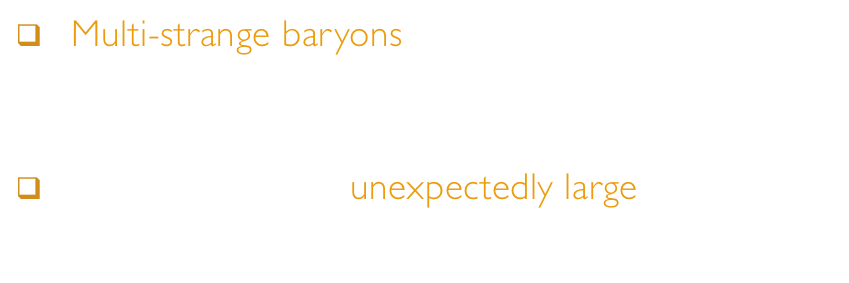 ❑ Multi-strange baryons
❑ unexpectedly large